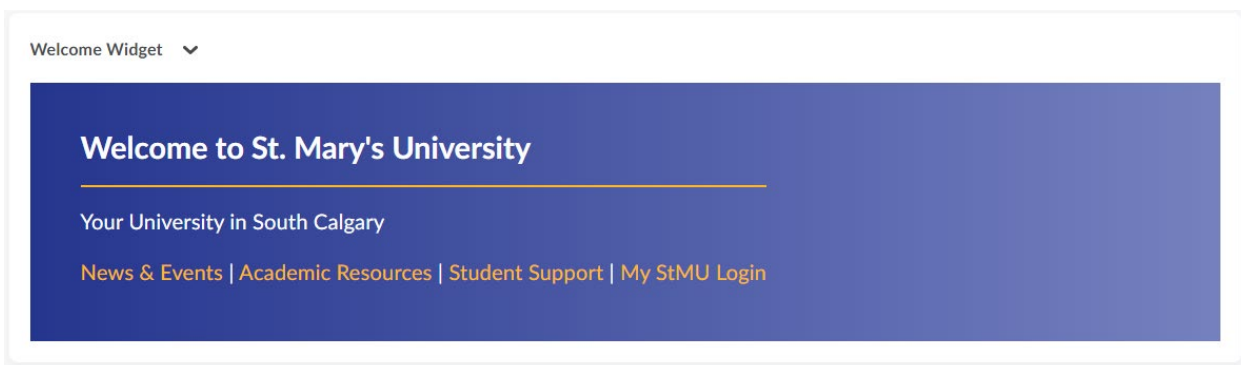 Welcome Widget
Welcome to St. Mary's University
Your University in South Calgary
News & Events | Academic Resources | Student Support | My StMU Login